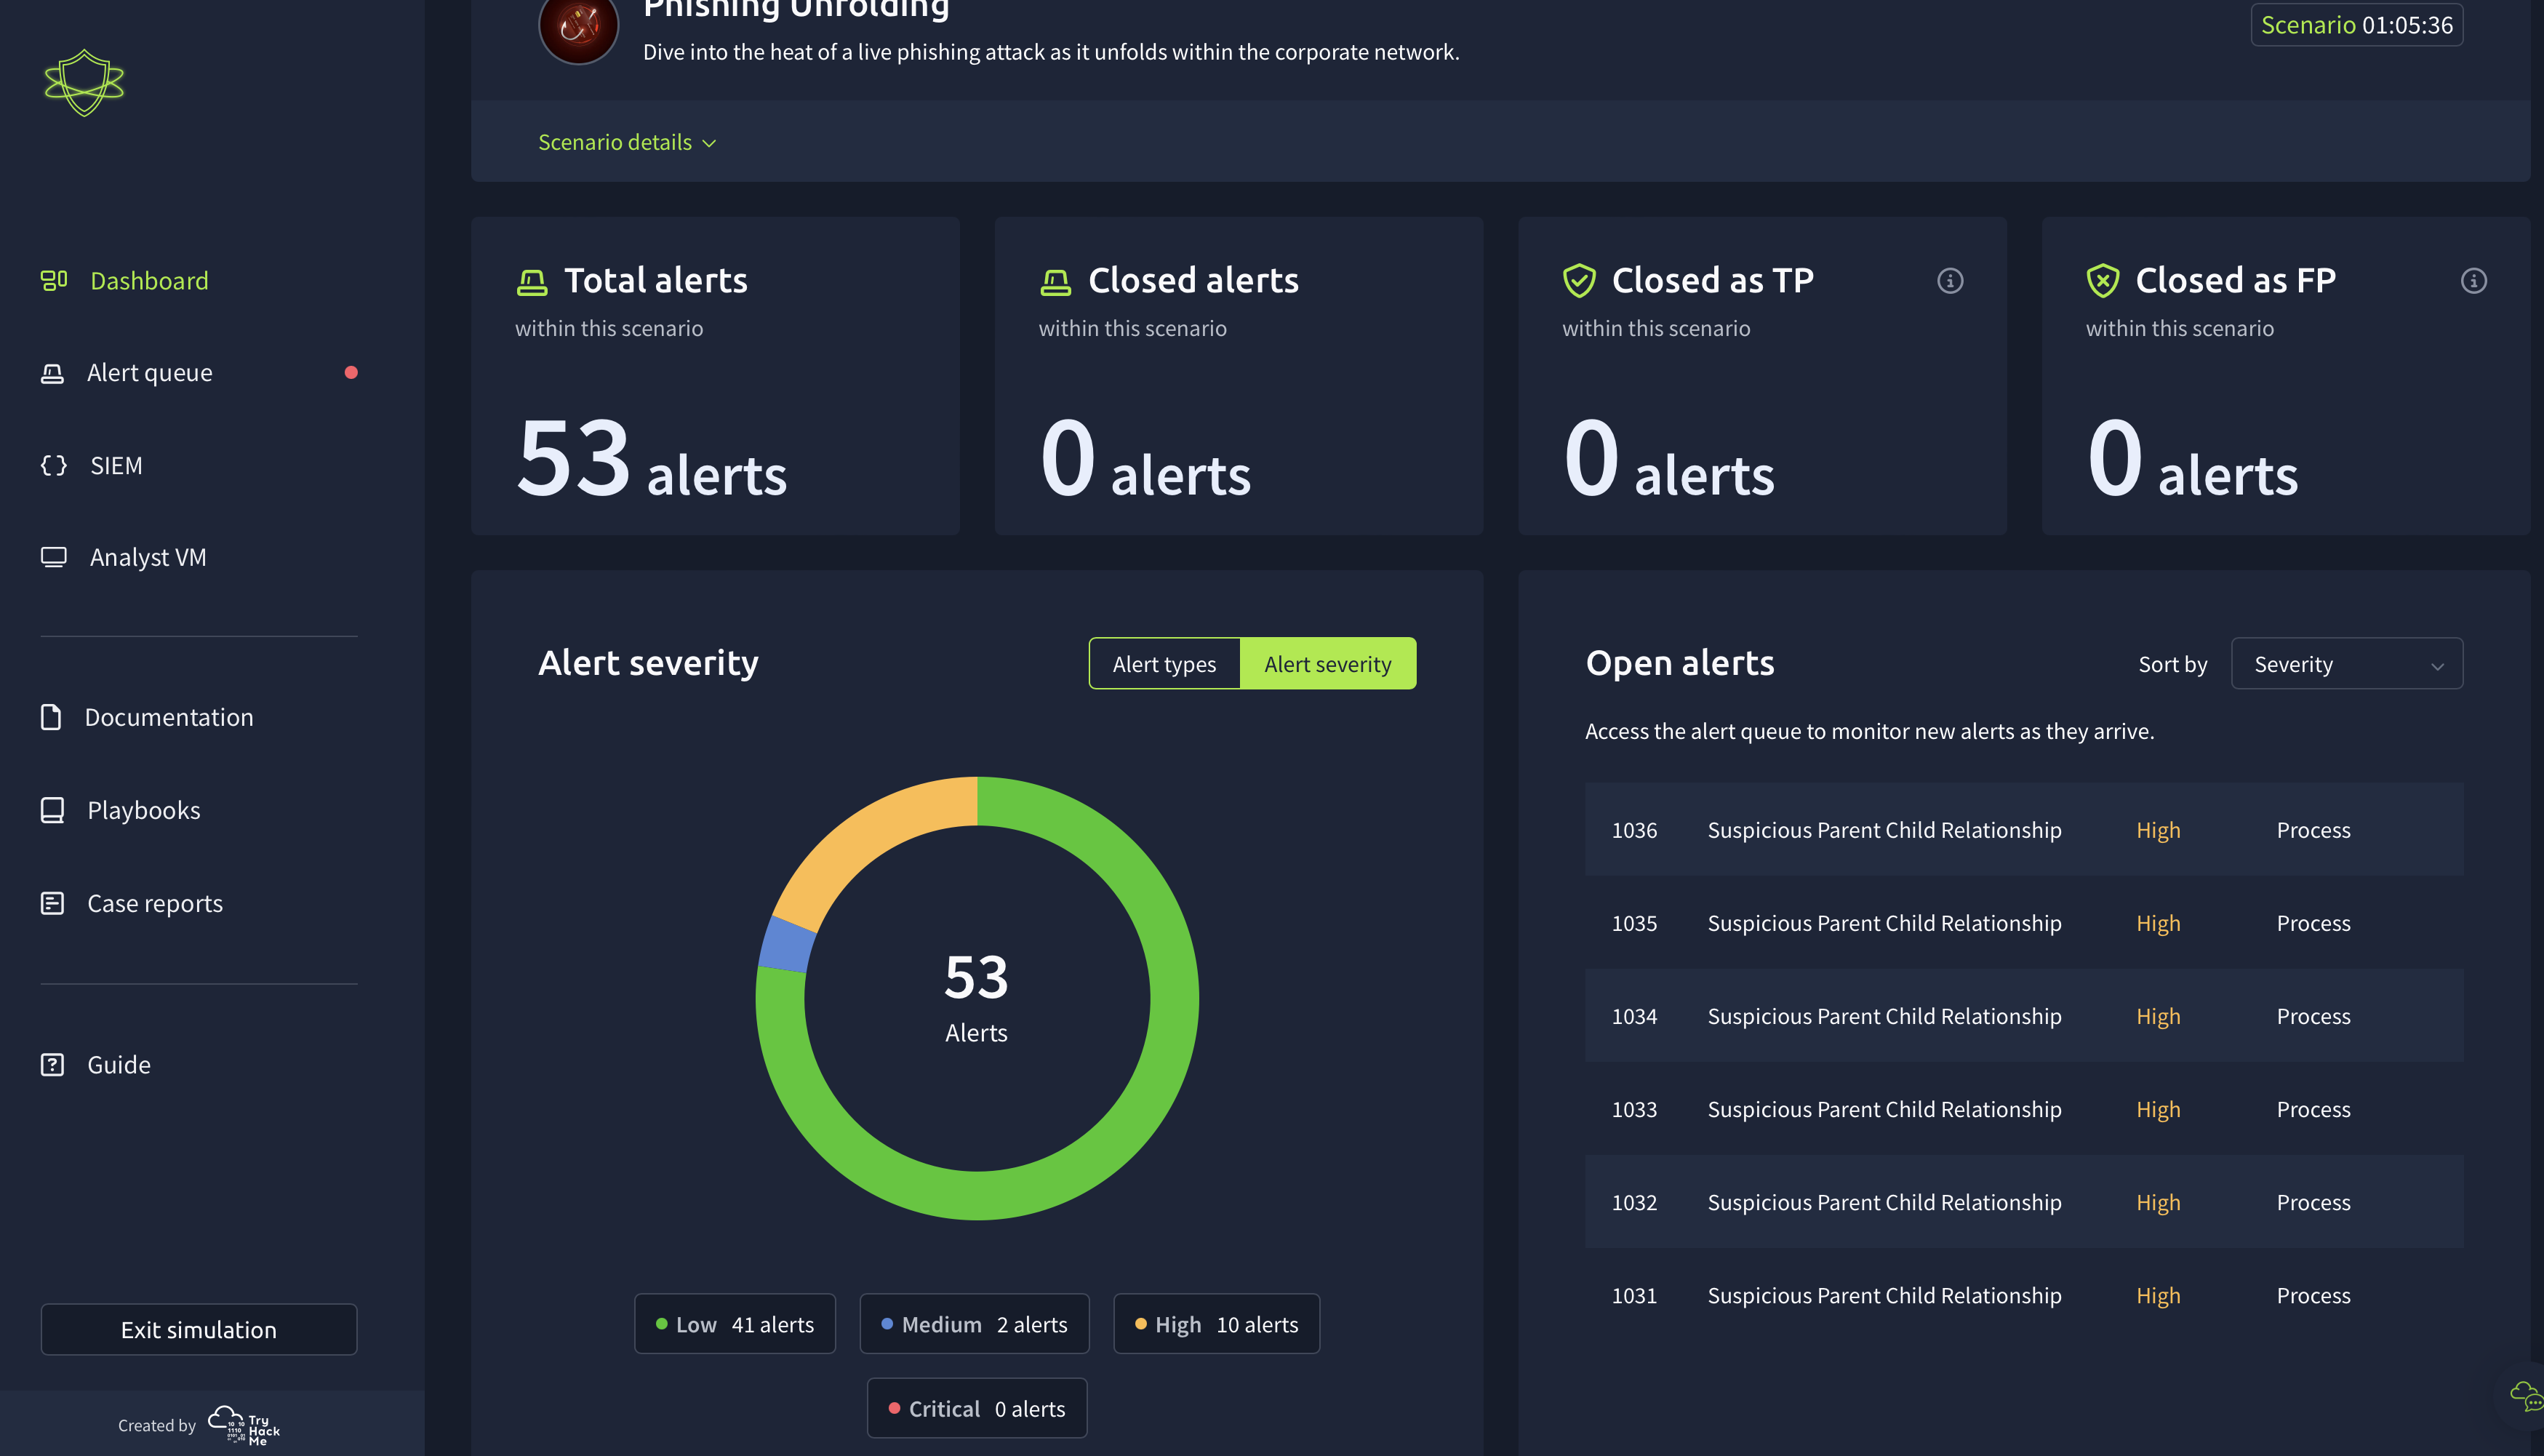 Phishing Unfolding
Dive into the heat of a live phishing attack as it unfolds within the corporate network.
Scenario 01:05:36
Scenario details
Dashboard
Alert queue
SIEM
Analyst VM
Documentation
Playbooks
Case reports
Guide
Exit simulation
Created by
Try
Hack
Me
Total alerts
within this scenario
53 alerts
Closed alerts
within this scenario
0 alerts
Closed as TP
within this scenario
0 alerts
Closed as FP
within this scenario
0 alerts
Alert severity
Alert types
Alert severity
53
Alerts
Low 41 alerts
Medium 2 alerts
High 10 alerts
Critical 0 alerts
Open alerts
Sort by
Severity
Access the alert queue to monitor new alerts as they arrive.
1036 Suspicious Parent Child Relationship High Process
1035 Suspicious Parent Child Relationship High Process
1034 Suspicious Parent Child Relationship High Process
1033 Suspicious Parent Child Relationship High Process
1032 Suspicious Parent Child Relationship High Process
1031 Suspicious Parent Child Relationship High Process